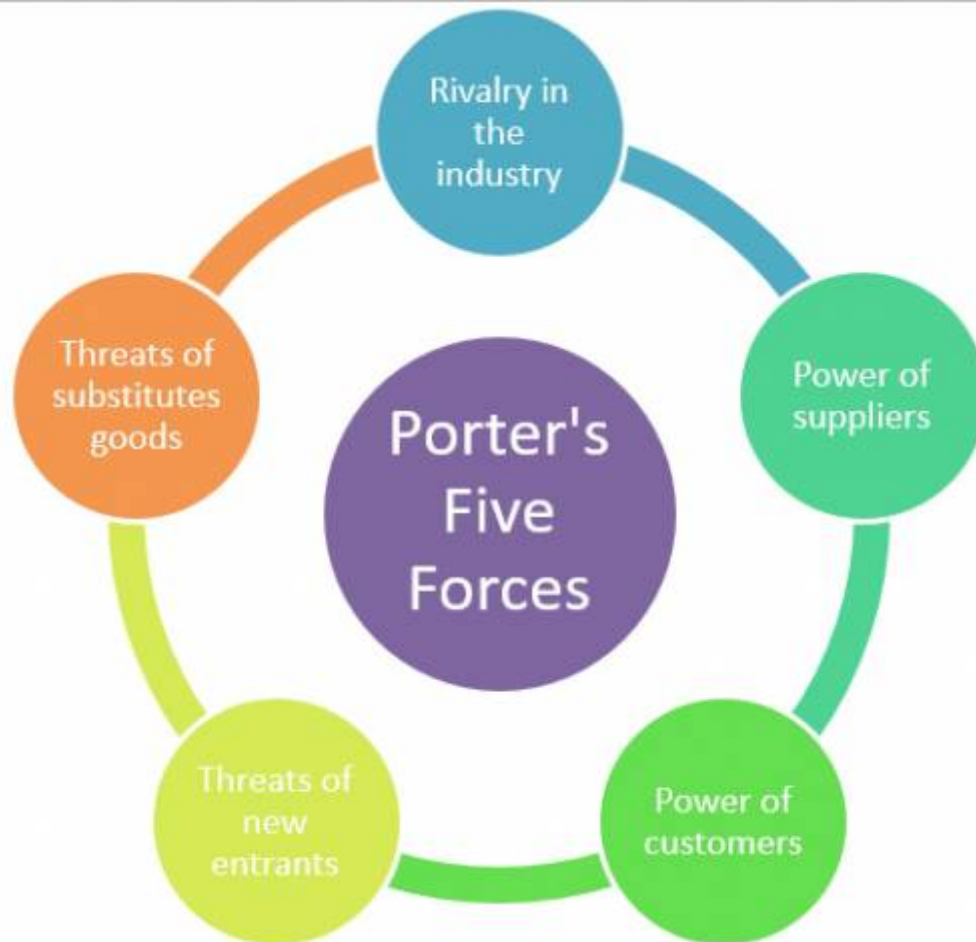 Rivalry in
the
industry
Power of
suppliers
Power of
customers
Threats of
new
entrants
Threats of
substitutes
goods
Porter's
Five
Forces